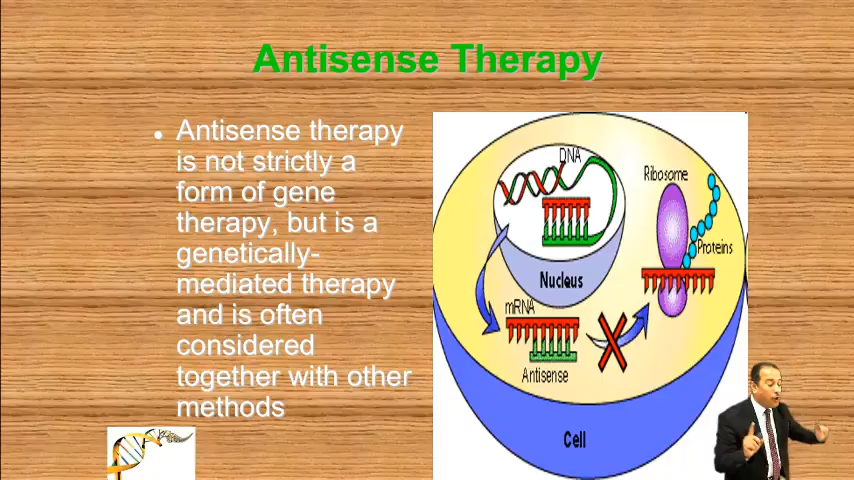 Antisense Therapy
Antisense therapy
is not strictly a
form of gene
therapy, but is a
genetically-
mediated therapy
and is often
considered
together with other
methods
DNA
Ribosome
Proteins
Nucleus
mRNA
Antisense
Cell